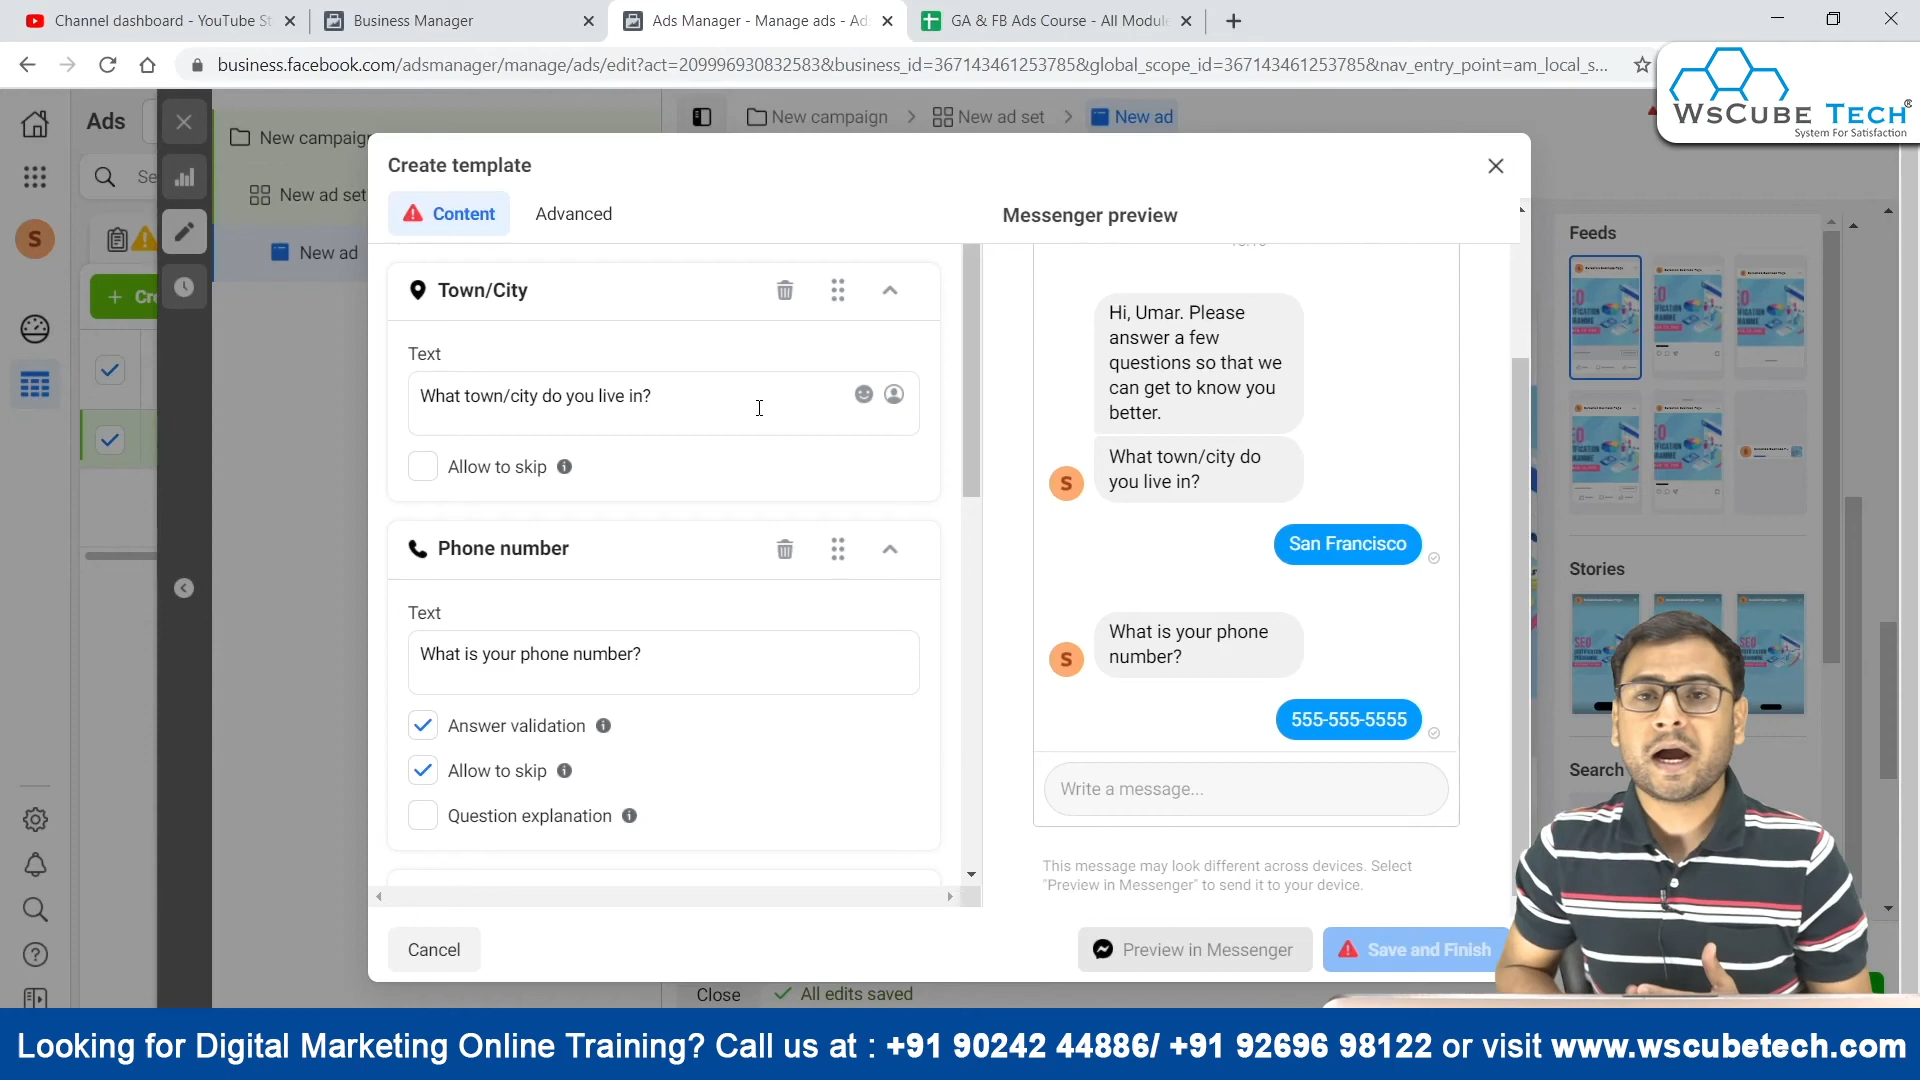 Channel dashboard - YouTube St
Business Manager
Ads Manager - Manage ads - Ads
GA & FB Ads Course - All Module
business.facebook.com/adsmanager/manage/ads/edit?act=209996930832583&business_id=367143461253785&global_scope_id=367143461253785&nav_entry_point=am_local_s...
WsCube Tech®
System For Satisfaction
Ads
New campaign
New campaign
New ad set
New ad
Se
New ad set
New ad
S
+ Cre
Create template
Content
Advanced
Messenger preview
Town/City
Text
What town/city do you live in?
Allow to skip
Phone number
Text
What is your phone number?
Answer validation
Allow to skip
Question explanation
Hi, Umar. Please
answer a few
questions so that we
can get to know you
better.
What town/city do
you live in?
S
San Francisco
What is your phone
number?
S
555-555-5555
Write a message...
This message may look different across devices. Select
"Preview in Messenger" to send it to your device.
Cancel
Preview in Messenger
Save and Finish
Close
All edits saved
Feeds
Stories
Search
Looking for Digital Marketing Online Training? Call us at : +91 90242 44886/ +91 92696 98122 or visit www.wscubetech.com